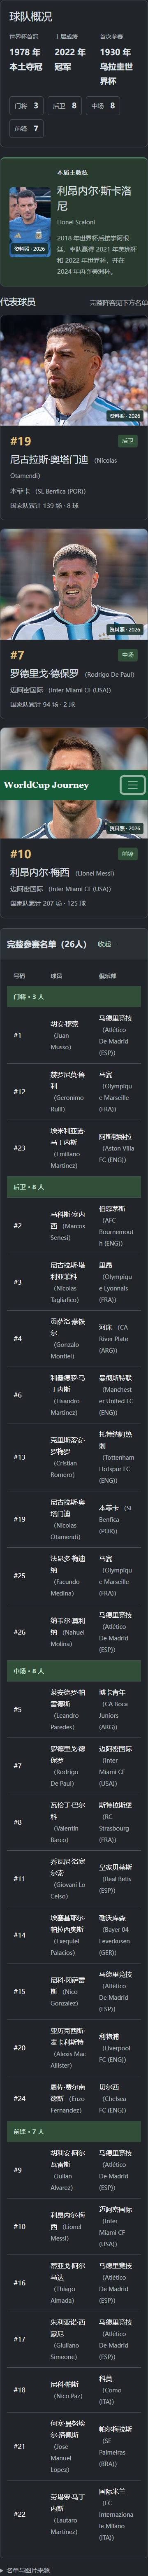 球队概况
世界杯首冠
上届成绩
首次参赛
1978 年
本土夺冠
2022 年
冠军
1930 年
乌拉圭世
界杯
门将 3
后卫 8
中场 8
前锋 7
本届主教练
利昂内尔·斯卡洛
尼
Lionel Scaloni
2018 年世界杯后接掌阿根
廷，率队赢得 2021 年美洲杯
和 2022 年世界杯，并在
2024 年再夺美洲杯。
资料图 · 2026
代表球员
完整阵容见下方名单
资料图 · 2026
#19
后卫
尼古拉斯·奥塔门迪 （Nicolas
Otamendi）
本菲卡 （SL Benfica (POR)）
国家队累计 139 场 · 8 球
资料图 · 2026
#7
中场
罗德里戈·德保罗 （Rodrigo De Paul）
迈阿密国际 （Inter Miami CF (USA)）
国家队累计 94 场 · 2 球
WorldCup Journey
资料图 · 2026
#10
前锋
利昂内尔·梅西 （Lionel Messi）
迈阿密国际 （Inter Miami CF (USA)）
国家队累计 207 场 · 125 球
完整参赛名单（26人） 收起 −
号码
球员
俱乐部
门将 · 3 人
#1
胡安·穆索
（Juan
Musso）
马德里竞技
（Atlético
De Madrid
(ESP)）
#12
赫罗尼莫·鲁
利
（Geronimo
Rulli）
马赛
（Olympiqu
e Marseille
(FRA)）
#23
埃米利亚诺·
马丁内斯
（Emiliano
Martinez）
阿斯顿维拉
（Aston Villa
FC (ENG)）
后卫 · 8 人
#2
马科斯·塞内
西 （Marcos
Senesi）
伯恩茅斯
（AFC
Bournemout
h (ENG)）
#3
尼古拉斯·塔
利亚菲科
（Nicolas
Tagliafico）
里昂
（Olympiqu
e Lyonnais
(FRA)）
#4
贡萨洛·蒙铁
尔
（Gonzalo
Montiel）
河床 （CA
River Plate
(ARG)）
#6
利桑德罗·马
丁内斯
（Lisandro
Martinez）
曼彻斯特联
（Manchest
er United FC
(ENG)）
#13
克里斯蒂安·
罗梅罗
（Cristian
Romero）
托特纳姆热
刺
（Tottenham
Hotspur FC
(ENG)）
#19
尼古拉斯·奥
塔门迪
（Nicolas
Otamendi）
本菲卡 （SL
Benfica
(POR)）
#25
法昆多·梅迪
纳
（Facundo
Medina）
马赛
（Olympiqu
e Marseille
(FRA)）
#26
纳韦尔·莫利
纳 （Nahuel
Molina）
马德里竞技
（Atlético
De Madrid
(ESP)）
中场 · 8 人
#5
莱安德罗·帕
雷德斯
（Leandro
Paredes）
博卡青年
（CA Boca
Juniors
(ARG)）
#7
罗德里戈·德
保罗
（Rodrigo
De Paul）
迈阿密国际
（Inter
Miami CF
(USA)）
#8
瓦伦丁·巴尔
科
（Valentin
Barco）
斯特拉斯堡
（RC
Strasbourg
(FRA)）
#11
乔瓦尼·洛塞
尔索
（Giovani Lo
Celso）
皇家贝蒂斯
（Real Betis
(ESP)）
#14
埃塞基耶尔·
帕拉西奥斯
（Exequiel
Palacios）
勒沃库森
（Bayer 04
Leverkusen
(GER)）
#15
尼科·冈萨雷
斯 （Nico
Gonzalez）
马德里竞技
（Atlético
De Madrid
(ESP)）
#20
亚历克西斯·
麦卡利斯特
（Alexis Mac
Allister）
利物浦
（Liverpool
FC (ENG)）
#24
恩佐·费尔南
德斯 （Enzo
Fernandez）
切尔西
（Chelsea
FC (ENG)）
前锋 · 7 人
#9
胡利安·阿尔
瓦雷斯
（Julian
Alvarez）
马德里竞技
（Atlético
De Madrid
(ESP)）
#10
利昂内尔·梅
西 （Lionel
Messi）
迈阿密国际
（Inter
Miami CF
(USA)）
#16
蒂亚戈·阿尔
马达
（Thiago
Almada）
马德里竞技
（Atlético
De Madrid
(ESP)）
#17
朱利亚诺·西
蒙尼
（Giuliano
Simeone）
马德里竞技
（Atlético
De Madrid
(ESP)）
#18
尼科·帕斯
（Nico Paz）
科莫
（Como
(ITA)）
#21
何塞·曼努埃
尔·洛佩斯
（Jose
Manuel
Lopez）
帕尔梅拉斯
（SE
Palmeiras
(BRA)）
#22
劳塔罗·马丁
内斯
（Lautaro
Martinez）
国际米兰
（FC
Internaziona
le Milano
(ITA)）
名单与图片来源